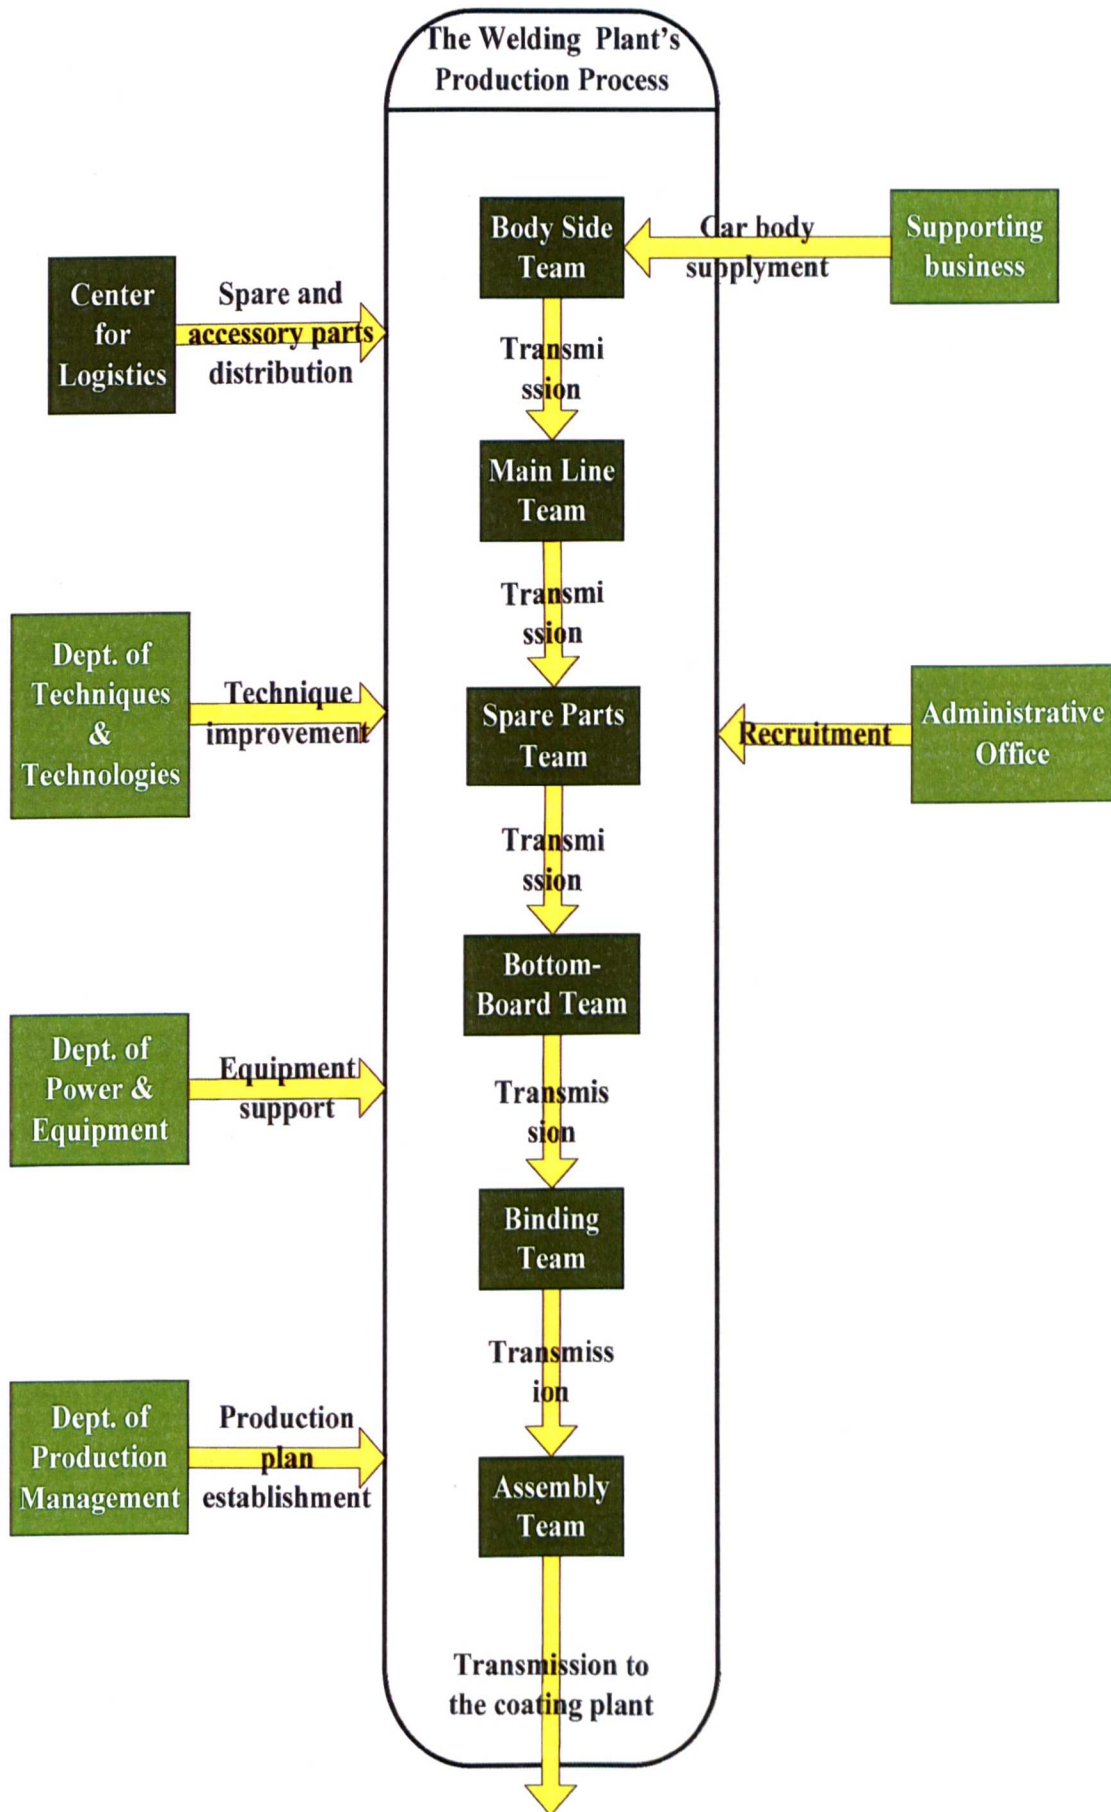 The Welding Plant's
Production Process
Body Side
Team
Car body
supplyment
Supporting
business
Center
for
Logistics
Spare and
accessory parts
distribution
Transmi
ssion
Main Line
Team
Transmi
ssion
Dept. of
Techniques
&
Technologies
Technique
improvement
Spare Parts
Team
Recruitment
Administrative
Office
Transmi
ssion
Bottom-
Board Team
Dept. of
Power &
Equipment
Equipment
support
Transmis
sion
Binding
Team
Transmiss
ion
Dept. of
Production
Management
Production
plan
establishment
Assembly
Team
Transmission to
the coating plant